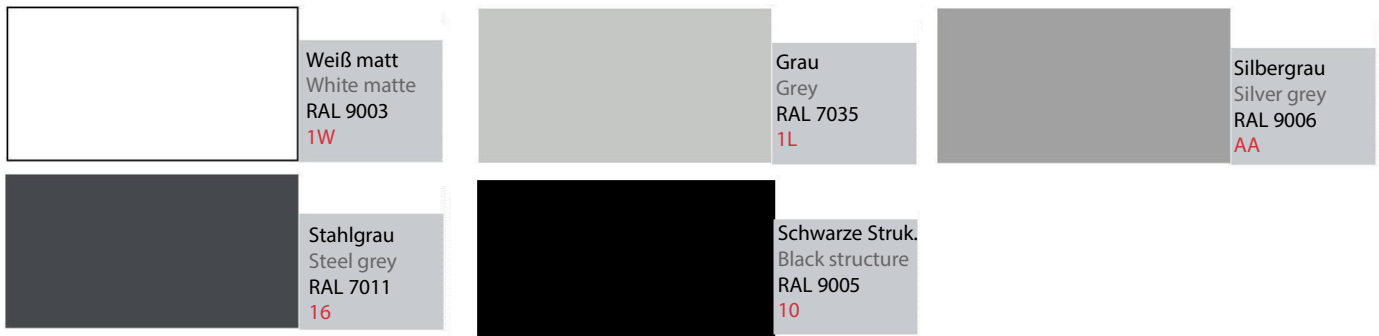 Weiß matt
White matte
RAL 9003
1W
Grau
Grey
RAL 7035
1L
Silbergrau
Silver grey
RAL 9006
AA
Stahlgrau
Steel grey
RAL 7011
16
Schwarze Struk.
Black structure
RAL 9005
10